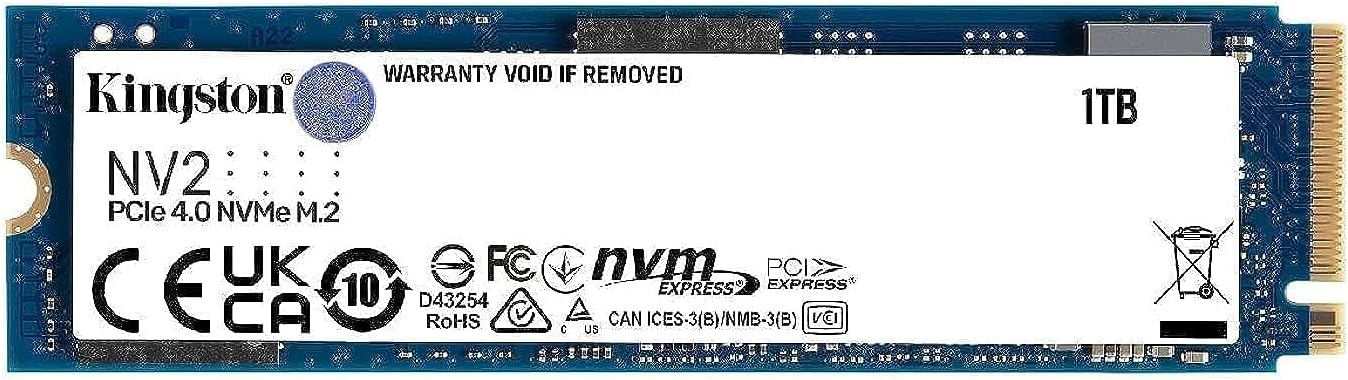 A22
WARRANTY VOID IF REMOVED
Kingston®
1TB
NV2
PCIe 4.0 NVMe M.2
CE UK CA 10 FC nvm EXPRESS® PCI EXPRESS®
D43254
RoHS
C US CAN ICES-3(B)/NMB-3(B) VCI